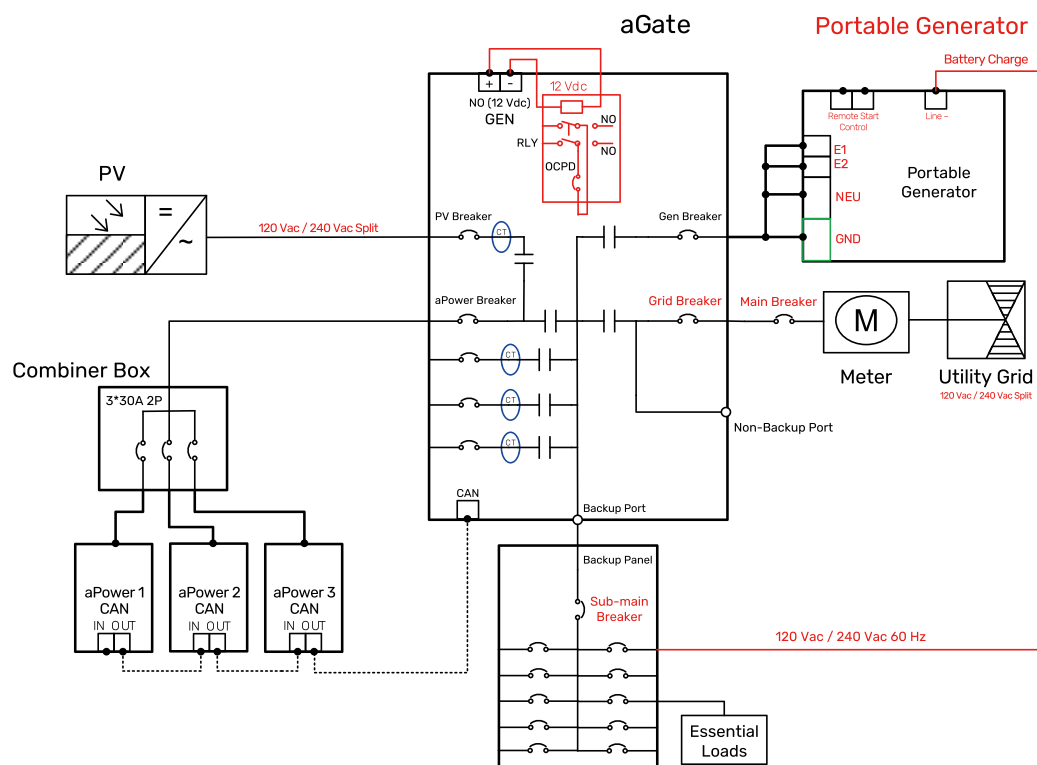 aGate
Portable Generator
Battery Charge
+ -
NO (12 Vdc)
GEN
12 Vdc
NO
RLY
NO
OCPD
Remote Start
Control
Line -
E1
E2
NEU
GND
Portable
Generator
PV
=
~
120 Vac / 240 Vac Split
PV Breaker
CT
Gen Breaker
aPower Breaker
Grid Breaker
Main Breaker
M
Meter
Utility Grid
120 Vac / 240 Vac Split
CT
CT
CT
Non-Backup Port
Combiner Box
3*30A 2P
CAN
Backup Port
Backup Panel
aPower 1
CAN
IN OUT
aPower 2
CAN
IN OUT
aPower 3
CAN
IN OUT
Sub-main
Breaker
120 Vac / 240 Vac 60 Hz
Essential
Loads